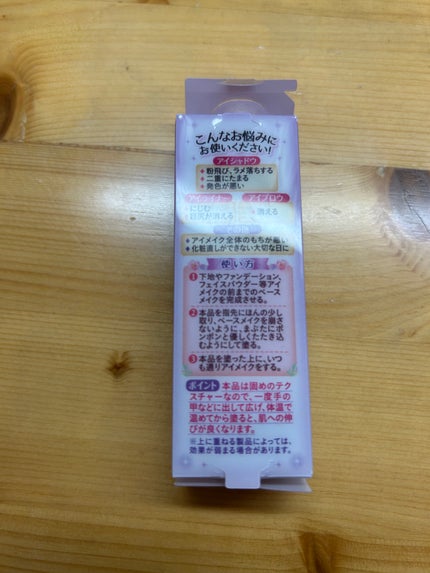 こんなお悩みに
お使いください!
アイシャドウ
粉飛び、ラメ落ちする
二重にたまる
発色が悪い
アイライナー アイブロウ
にじむ 消える
目尻が消える
その他
アイメイク全体のもちが悪い
化粧直しができない大切な日に
使い方
1 下地やファンデーション、
フェイスパウダー等アイ
メイクの前までのベース
メイクを完成させる。
2 本品を指先にほんの少し
取り、ベースメイクを崩さ
ないように、まぶたにポ
ンポンと優しくたたき込
むようにして塗る。
3 本品を塗った上に、いつ
も通りアイメイクをする。
ポイント 本品は固めのテク
スチャーなので、一度手の
甲などに出して広げ、体温で
温めてから塗ると、肌への伸
びが良くなります。
※上に重ねる製品によっては、
効果が弱まる場合があります。